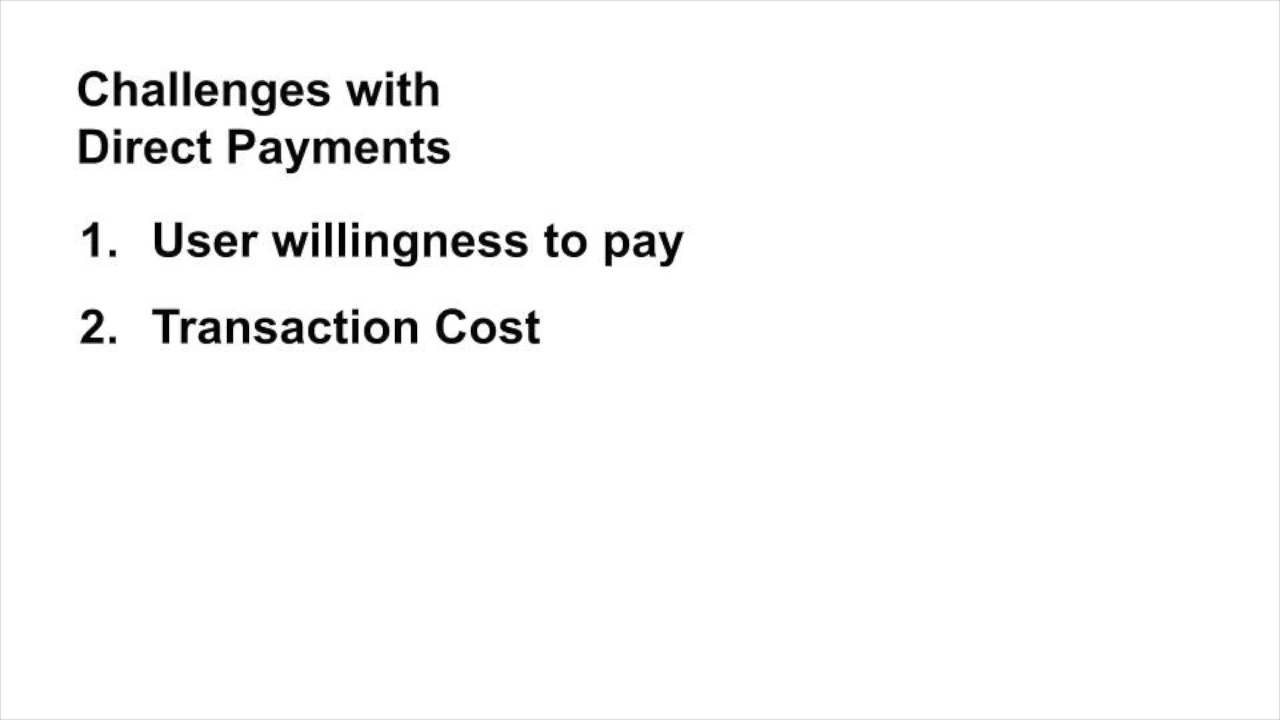 Challenges with
Direct Payments
1. User willingness to pay
2. Transaction Cost